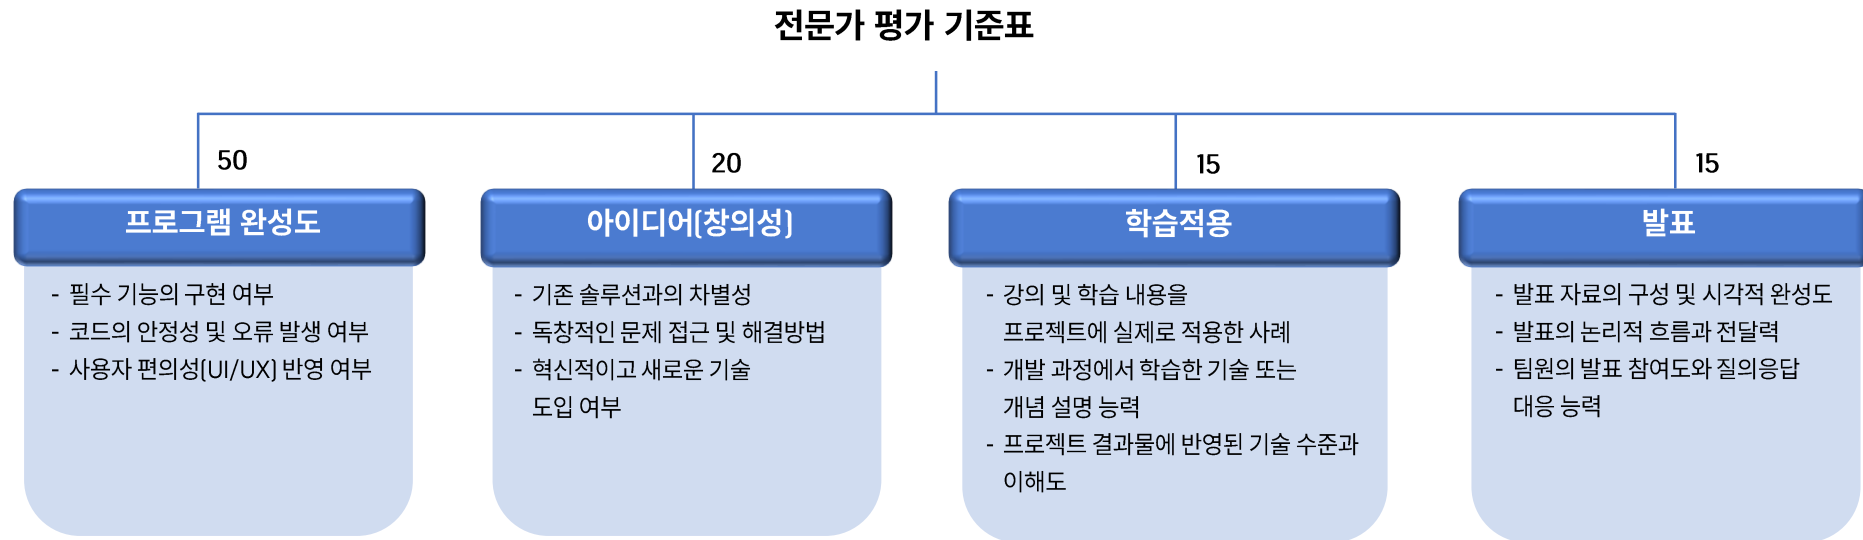 전문가 평가 기준표
50
프로그램 완성도
- 필수 기능의 구현 여부
- 코드의 안정성 및 오류 발생 여부
- 사용자 편의성(UI/UX) 반영 여부
20
아이디어(창의성)
- 기존 솔루션과의 차별성
- 독창적인 문제 접근 및 해결방법
- 혁신적이고 새로운 기술
도입 여부
15
학습적용
- 강의 및 학습 내용을
프로젝트에 실제로 적용한 사례
- 개발 과정에서 학습한 기술 또는
개념 설명 능력
- 프로젝트 결과물에 반영된 기술 수준과
이해도
15
발표
- 발표 자료의 구성 및 시각적 완성도
- 발표의 논리적 흐름과 전달력
- 팀원의 발표 참여도와 질의응답
대응 능력